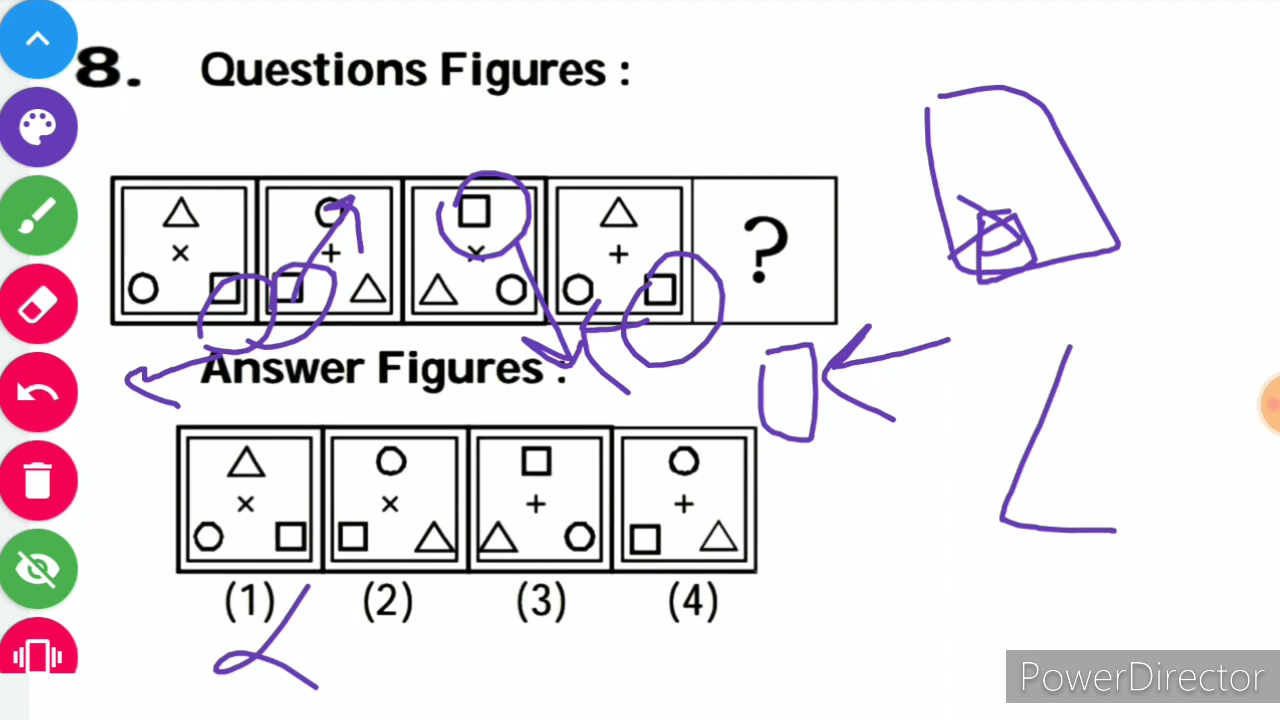 8. Questions Figures :
?
Answer Figures :
(1) (2) (3) (4)
PowerDirector